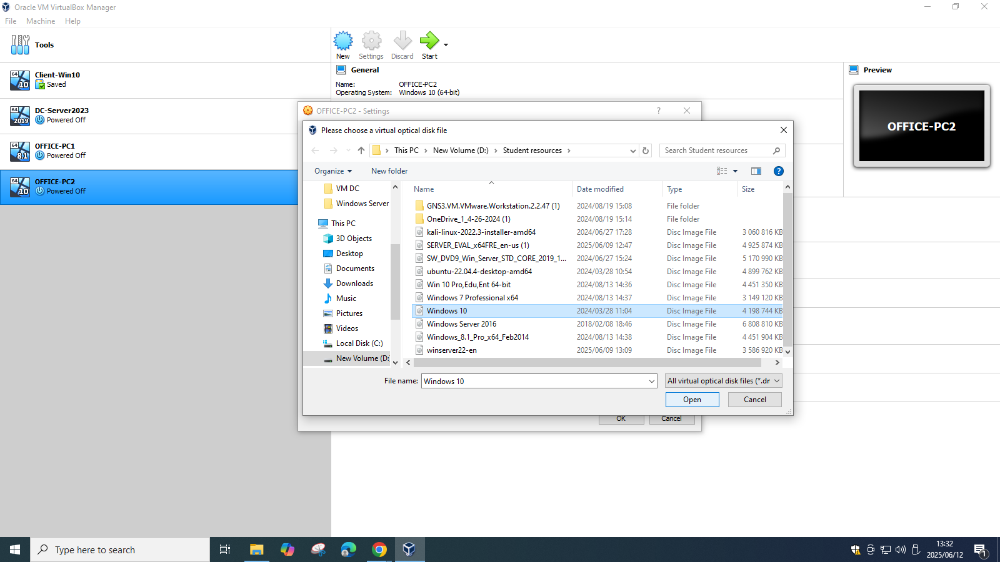 Oracle VM VirtualBox Manager
File Machine Help
Tools
New Settings Discard Start
64 10 Client-Win10
Saved
64 2019 DC-Server2023
Powered Off
64 8.1 OFFICE-PC1
Powered Off
64 10 OFFICE-PC2
Powered Off
General
Name: OFFICE-PC2
Operating System: Windows 10 (64-bit)
Preview
OFFICE-PC2
OFFICE-PC2 - Settings ?
Please choose a virtual optical disk file
This PC › New Volume (D:) › Student resources ›
Search Student resources
Organize New folder ?
VM DC
Windows Server
This PC
3D Objects
Desktop
Documents
Downloads
Music
Pictures
Videos
Local Disk (C:)
New Volume (D:
Name Date modified Type Size
GNS3.VM.VMware.Workstation.2.2.47 (1) 2024/08/19 15:08 File folder
OneDrive_1_4-26-2024 (1) 2024/08/19 15:14 File folder
kali-linux-2022.3-installer-amd64 2024/06/27 17:28 Disc Image File 3 060 816 KB
SERVER_EVAL_x64FRE_en-us (1) 2025/06/09 12:47 Disc Image File 4 925 874 KB
SW_DVD9_Win_Server_STD_CORE_2019_1... 2024/06/27 15:24 Disc Image File 5 170 990 KB
ubuntu-22.04.4-desktop-amd64 2024/03/28 10:54 Disc Image File 4 899 762 KB
Win 10 Pro,Edu,Ent 64-bit 2024/08/13 14:36 Disc Image File 4 451 350 KB
Windows 7 Professional x64 2024/08/13 14:37 Disc Image File 3 149 120 KB
Windows 10 2024/03/28 11:04 Disc Image File 4 198 744 KB
Windows Server 2016 2018/02/08 18:46 Disc Image File 6 808 810 KB
Windows_8.1_Pro_x64_Feb2014 2024/08/13 14:38 Disc Image File 4 451 904 KB
winserver22-en 2025/06/09 13:09 Disc Image File 3 586 920 KB
File name: Windows 10 All virtual optical disk files (*.dr
Open Cancel
OK Cancel
Type here to search
13:32
2025/06/12
1